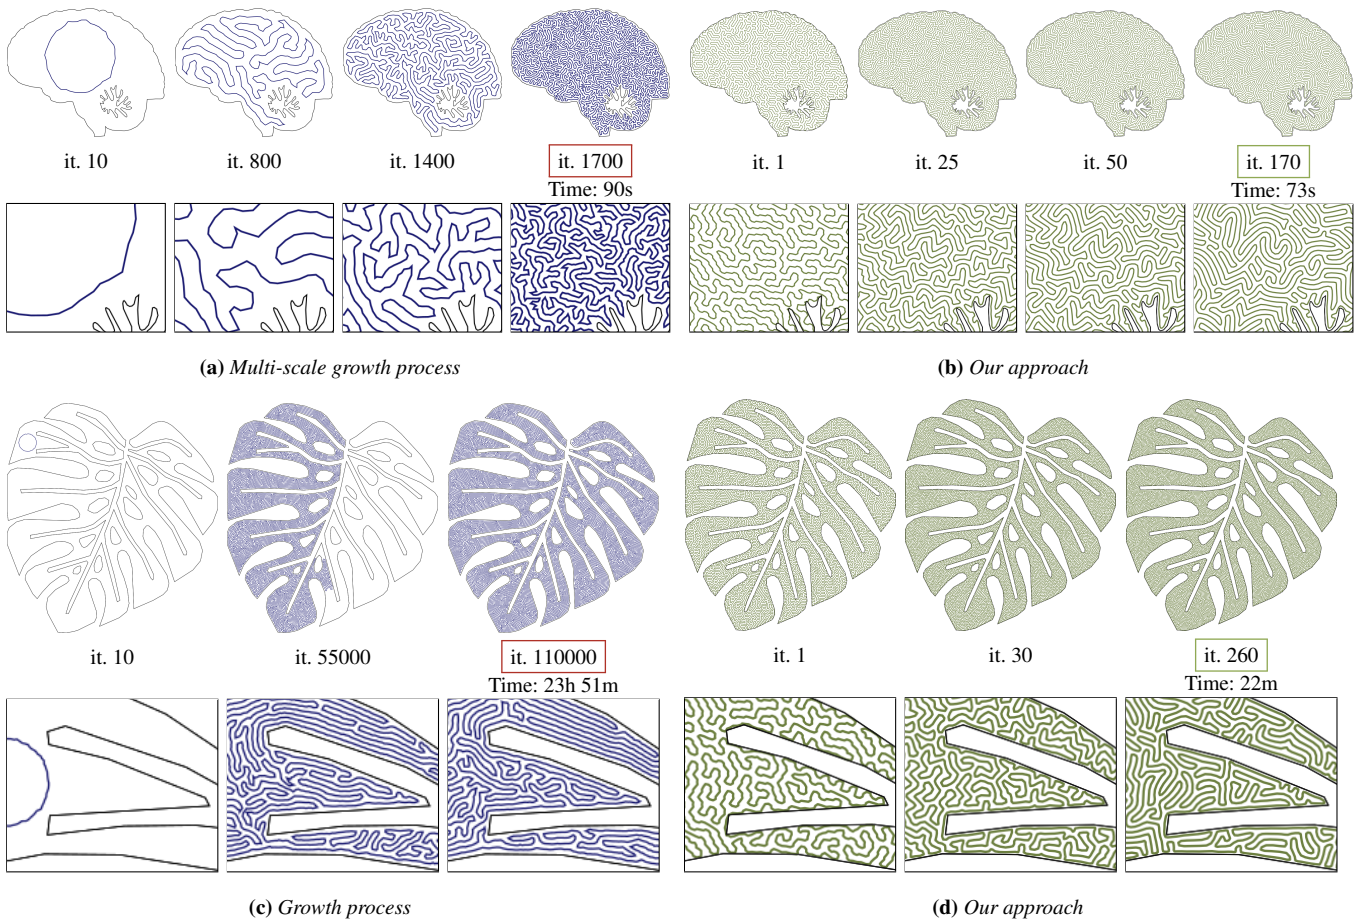 it. 10
it. 800
it. 1400
it. 1700
Time: 90s
(a) Multi-scale growth process
it. 1
it. 25
it. 50
it. 170
Time: 73s
(b) Our approach
it. 10
it. 55000
it. 110000
Time: 23h 51m
(c) Growth process
it. 1
it. 30
it. 260
Time: 22m
(d) Our approach